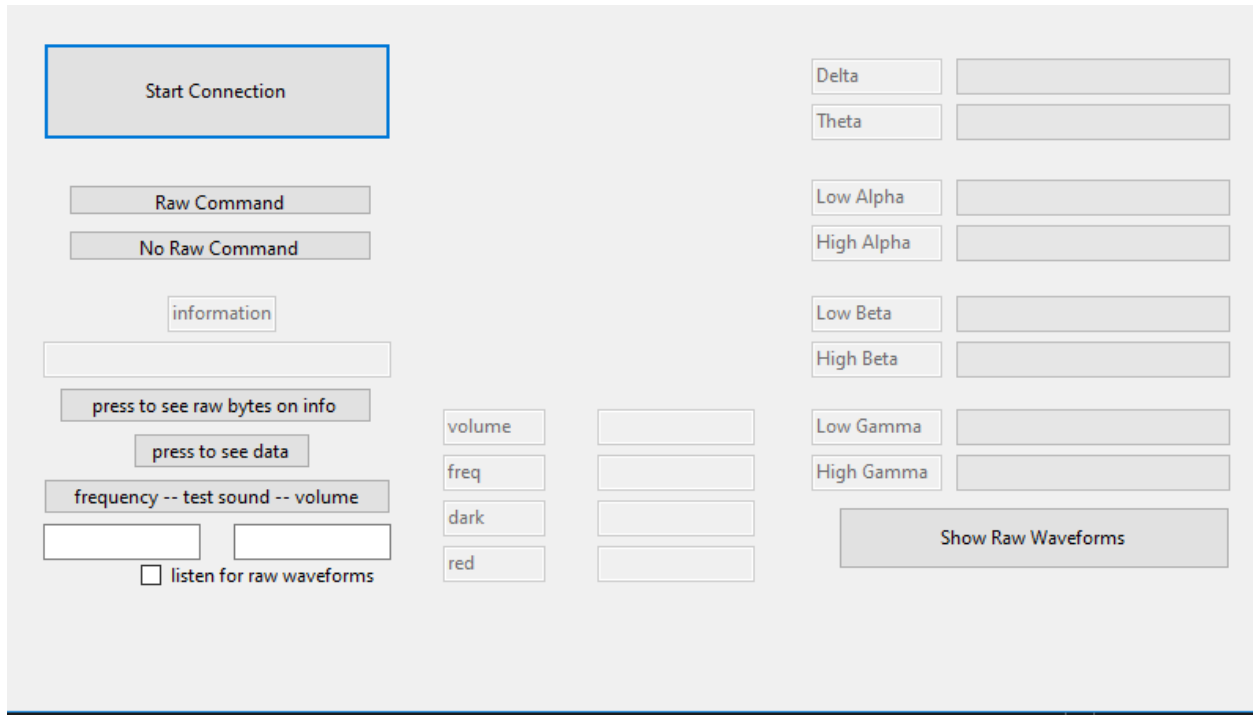 Start Connection
Raw Command
No Raw Command
information
press to see raw bytes on info
press to see data
frequency -- test sound -- volume
listen for raw waveforms
volume
freq
dark
red
Delta
Theta
Low Alpha
High Alpha
Low Beta
High Beta
Low Gamma
High Gamma
Show Raw Waveforms